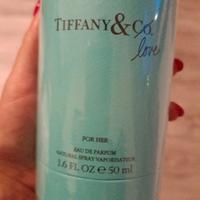 TIFFANY & CO.
love
FOR HER
EAU DE PARFUM
NATURAL SPRAY VAPORISATEUR
1.6 FL OZ ℮ 50 ml